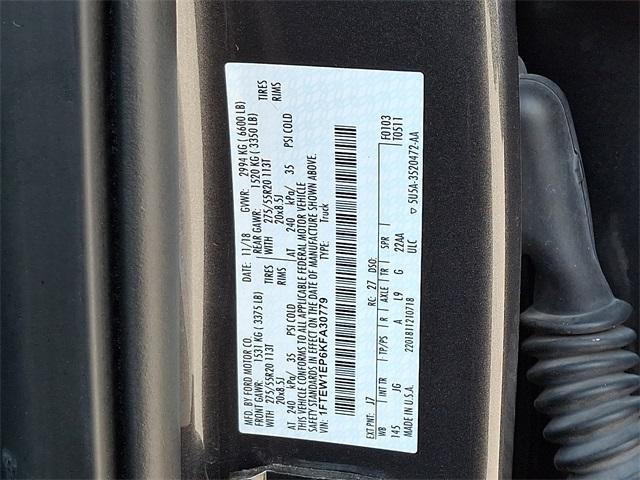 MFD. BY FORD MOTOR CO.
11/18 GVWR: 2994 KG ( 6600 LB)
FRONT GAWR: 1531 KG ( 3375 LB) REAR GAWR: 1520 KG ( 3350 LB)
WITH 275/55R20 113T TIRES WITH 275/55R20 113T TIRES
20x8.5J RIMS 20x8.5J RIMS
AT 240 kPa/ 35 PSI COLD AT 240 kPa/ 35 PSI COLD
THIS VEHICLE CONFORMS TO ALL APPLICABLE FEDERAL MOTOR VEHICLE
SAFETY STANDARDS IN EFFECT ON THE DATE OF MANUFACTURE SHOWN ABOVE.
VIN: 1FTEW1EP6KFA30779 TYPE: Truck
F0103
T0511
EXT PNT: J7 RC: 27 DSO:
WB INT TR TP/PS R AXLE TR SPR
145 JG A L9 G 22AA
MADE IN U.S.A. 2201811210718 ULC
5U5A-3520472-AA